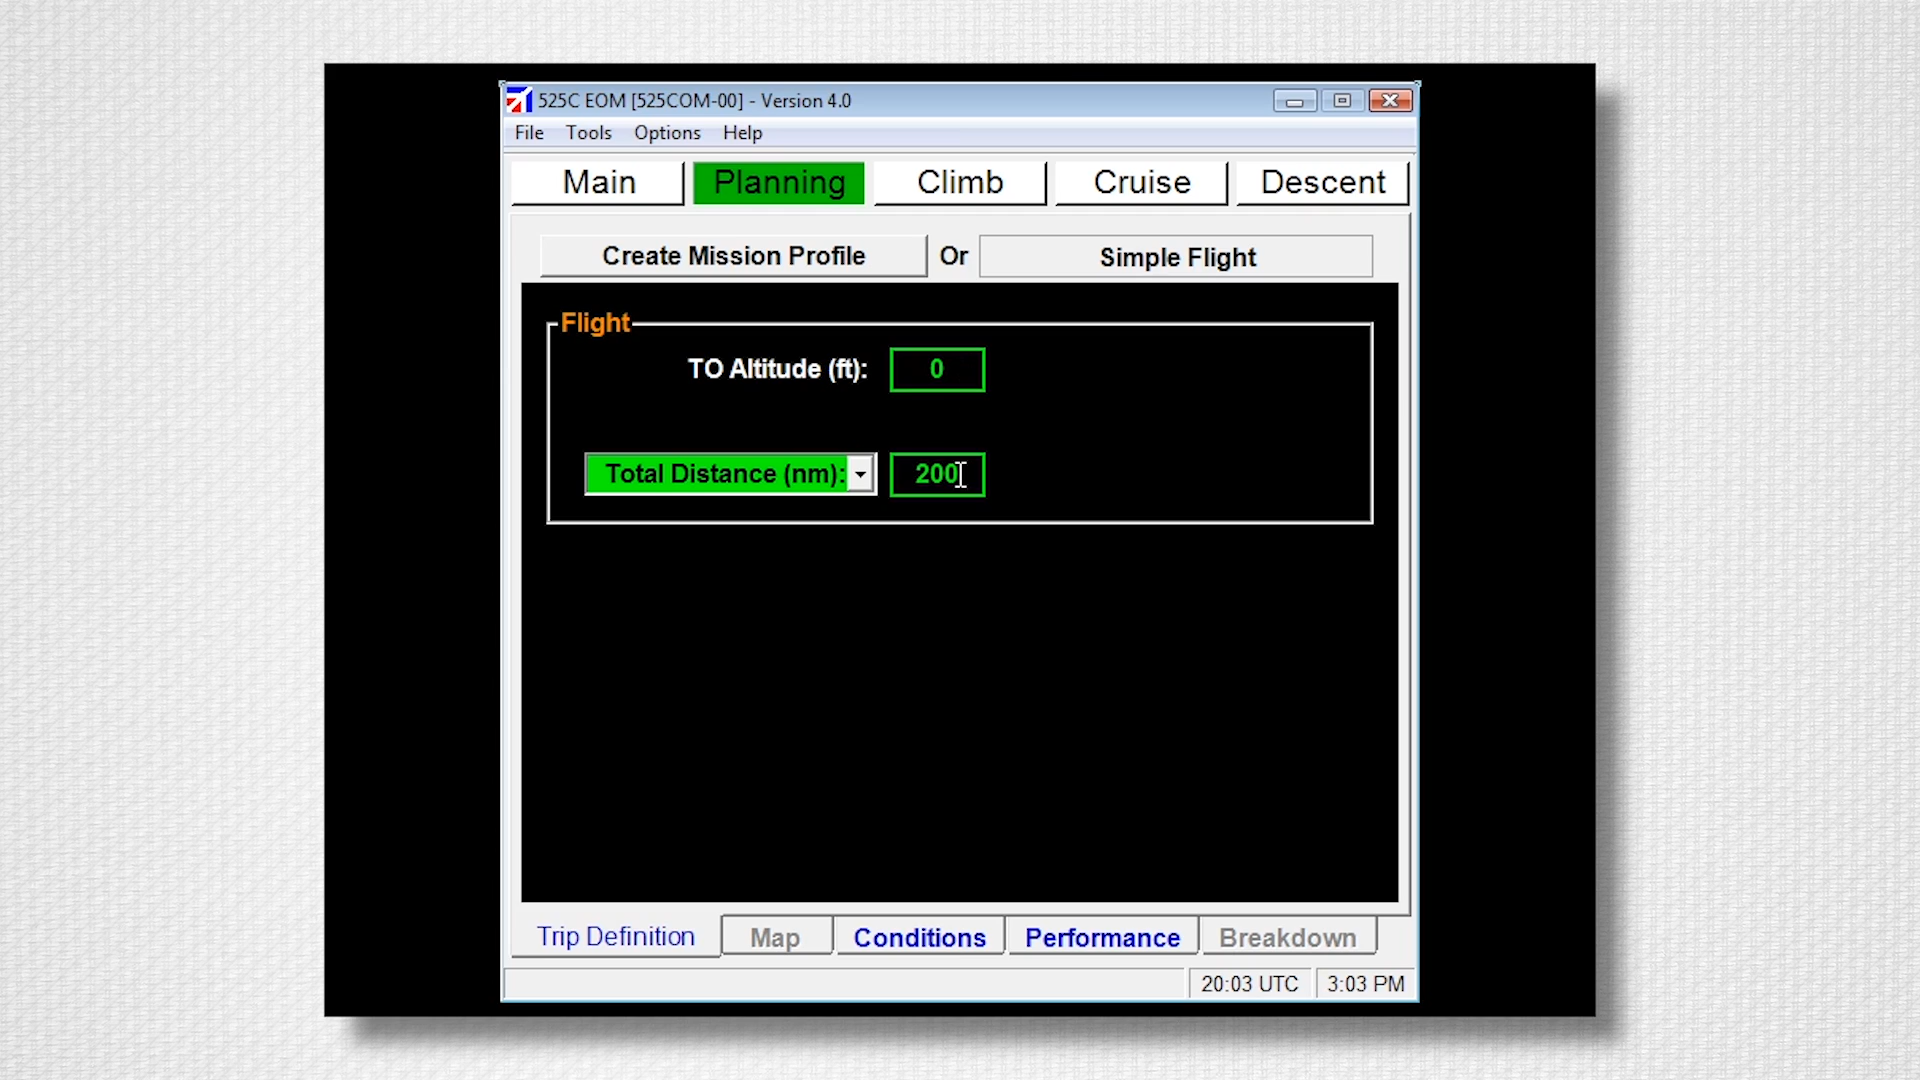 525C EOM [525COM-00] - Version 4.0
File Tools Options Help
Main Planning Climb Cruise Descent
Create Mission Profile Or Simple Flight
Flight
TO Altitude (ft): 0
Total Distance (nm): 200
Trip Definition Map Conditions Performance Breakdown
20:03 UTC 3:03 PM